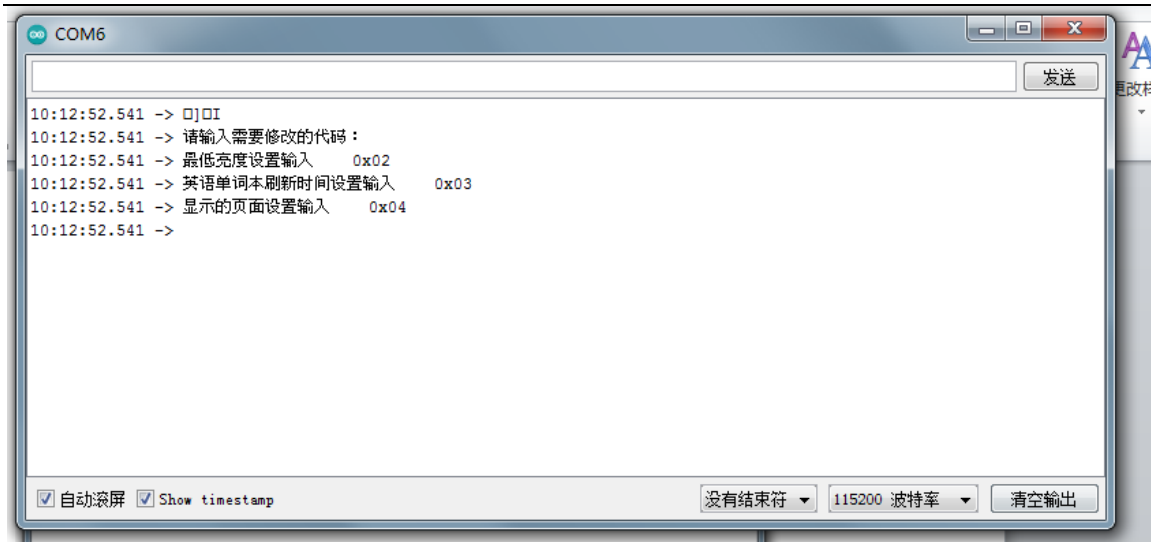 COM6
发送
更改样
10:12:52.541 -> □]□I
10:12:52.541 -> 请输入需要修改的代码：
10:12:52.541 -> 最低亮度设置输入    0x02
10:12:52.541 -> 英语单词本刷新时间设置输入    0x03
10:12:52.541 -> 显示的页面设置输入    0x04
10:12:52.541 ->
自动滚屏 Show timestamp 没有结束符 115200 波特率 清空输出